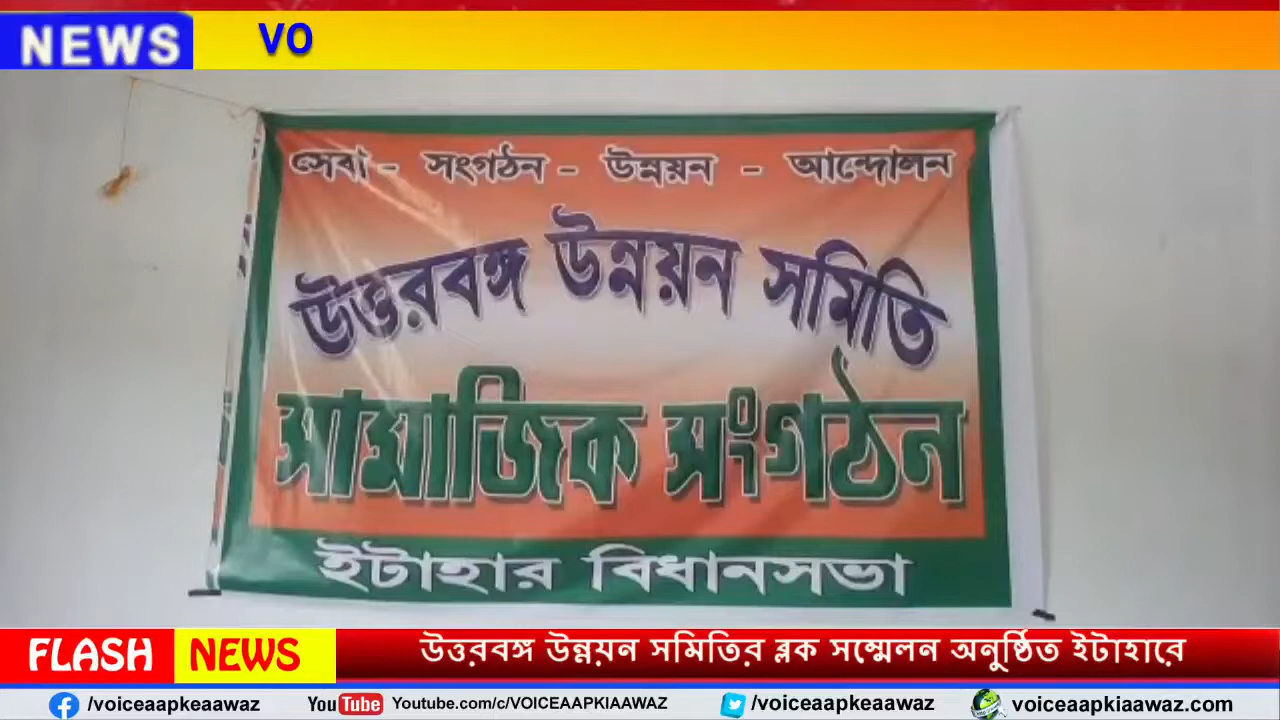 NEWS VO
সেবা - সংগঠন - উন্নয়ন - আন্দোলন
উত্তরবঙ্গ উন্নয়ন সমিতি
সামাজিক সংগঠন
ইটাহার বিধানসভা
FLASH NEWS উত্তরবঙ্গ উন্নয়ন সমিতির ব্লক সম্মেলন অনুষ্ঠিত ইটাহারে
/voiceaapkeaawaz YouTube Youtube.com/c/VOICEAAPKIAAWAZ /voiceaapkeaawaz voiceaapkiaawaz.com